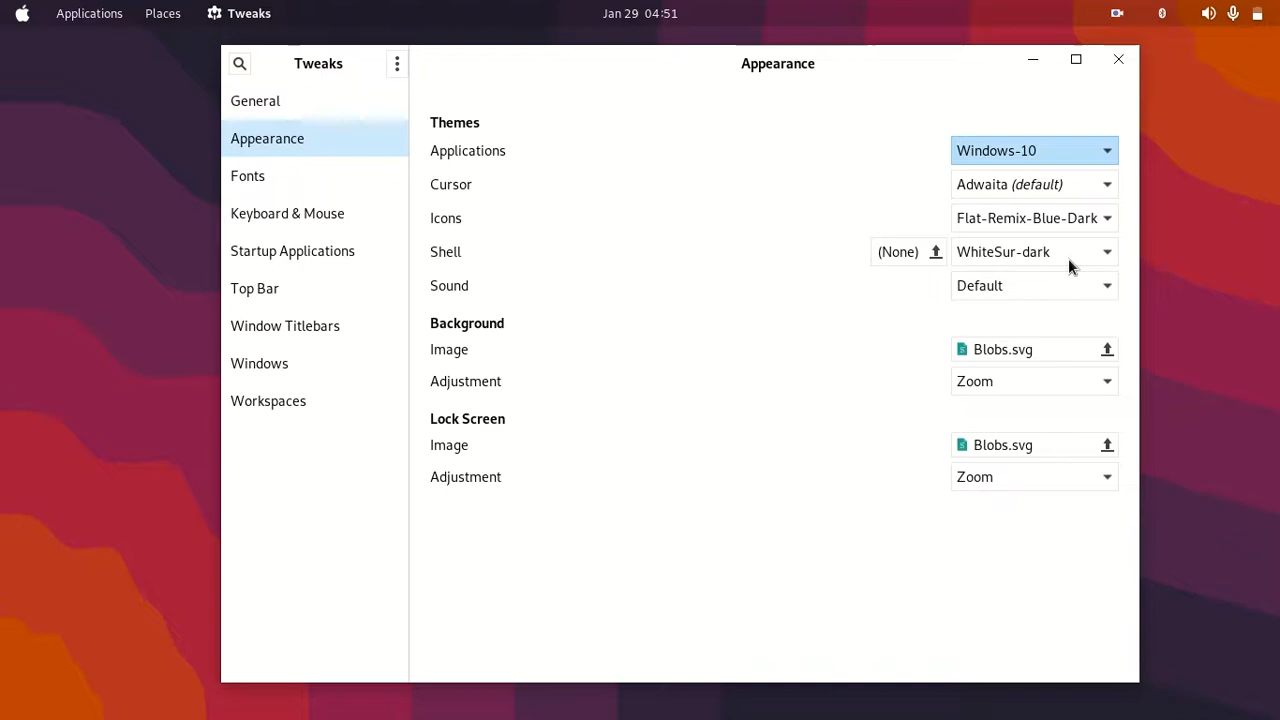 Applications Places Tweaks Jan 29 04:51
Tweaks Appearance
General
Appearance
Fonts
Keyboard & Mouse
Startup Applications
Top Bar
Window Titlebars
Windows
Workspaces
Themes
Applications Windows-10
Cursor Adwaita (default)
Icons Flat-Remix-Blue-Dark
Shell (None) WhiteSur-dark
Sound Default
Background
Image Blobs.svg
Adjustment Zoom
Lock Screen
Image Blobs.svg
Adjustment Zoom